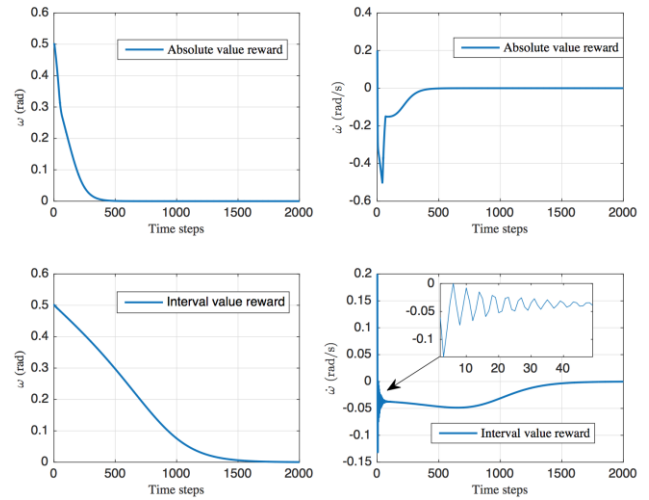 0.6
0.5
0.4
0.3
0.2
0.1
0
ω (rad)
Absolute value reward
0 500 1000 1500 2000
Time steps
0.4
0.2
0
-0.2
-0.4
-0.6
ω̇ (rad/s)
Absolute value reward
0 500 1000 1500 2000
Time steps
0.6
0.5
0.4
0.3
0.2
0.1
0
ω (rad)
Interval value reward
0 500 1000 1500 2000
Time steps
0.2
0.15
0.1
0.05
0
-0.05
-0.1
-0.15
ω̇ (rad/s)
0
-0.05
-0.1
10 20 30 40
Interval value reward
0 500 1000 1500 2000
Time steps